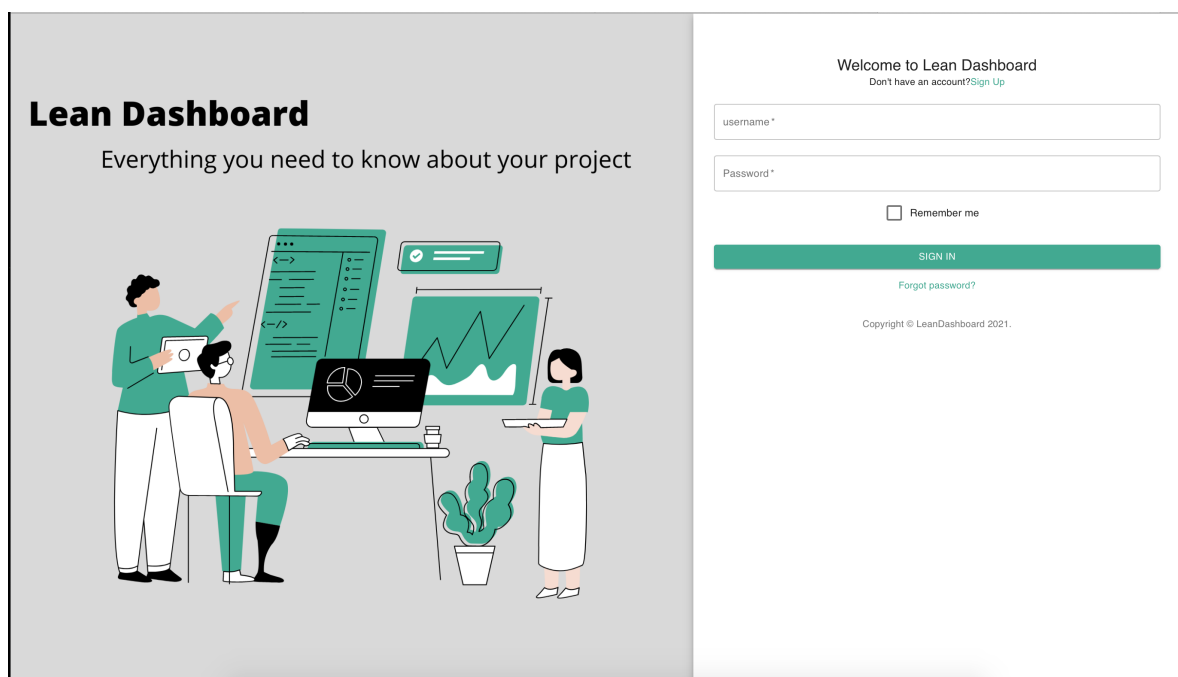 Lean Dashboard
Everything you need to know about your project
<—>
<—/>
Welcome to Lean Dashboard
Don't have an account?Sign Up
username *
Password *
Remember me
SIGN IN
Forgot password?
Copyright © LeanDashboard 2021.